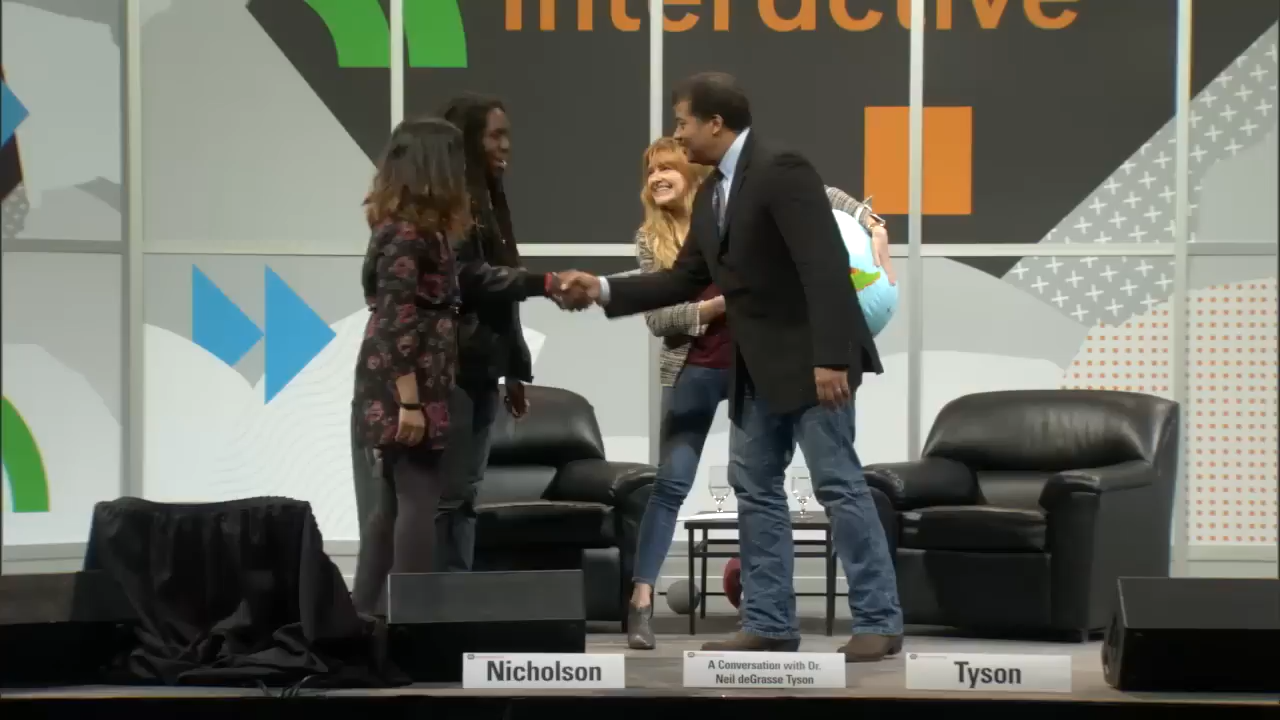 interactive
Nicholson
A Conversation with Dr.
Neil deGrasse Tyson
Tyson